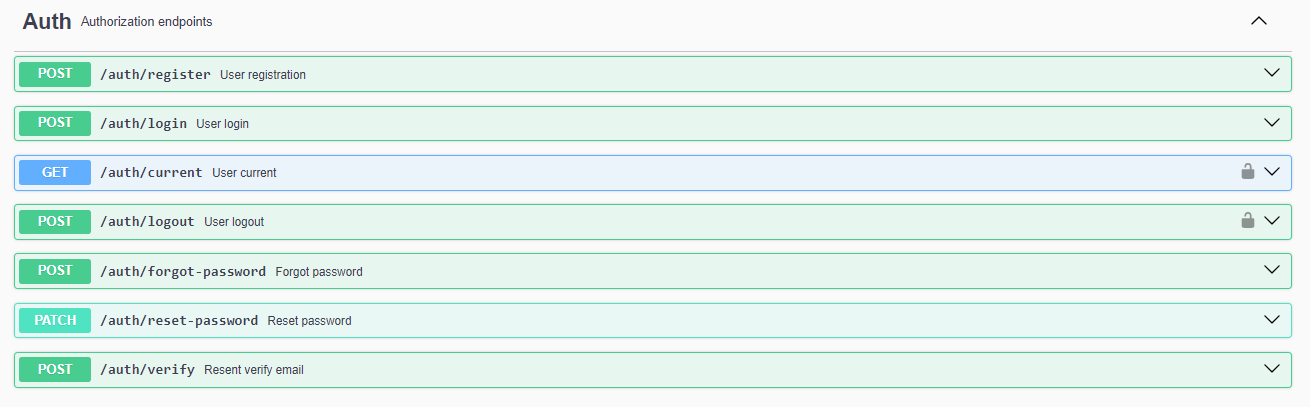 Auth Authorization endpoints
POST /auth/register User registration
POST /auth/login User login
GET /auth/current User current
POST /auth/logout User logout
POST /auth/forgot-password Forgot password
PATCH /auth/reset-password Reset password
POST /auth/verify Resent verify email